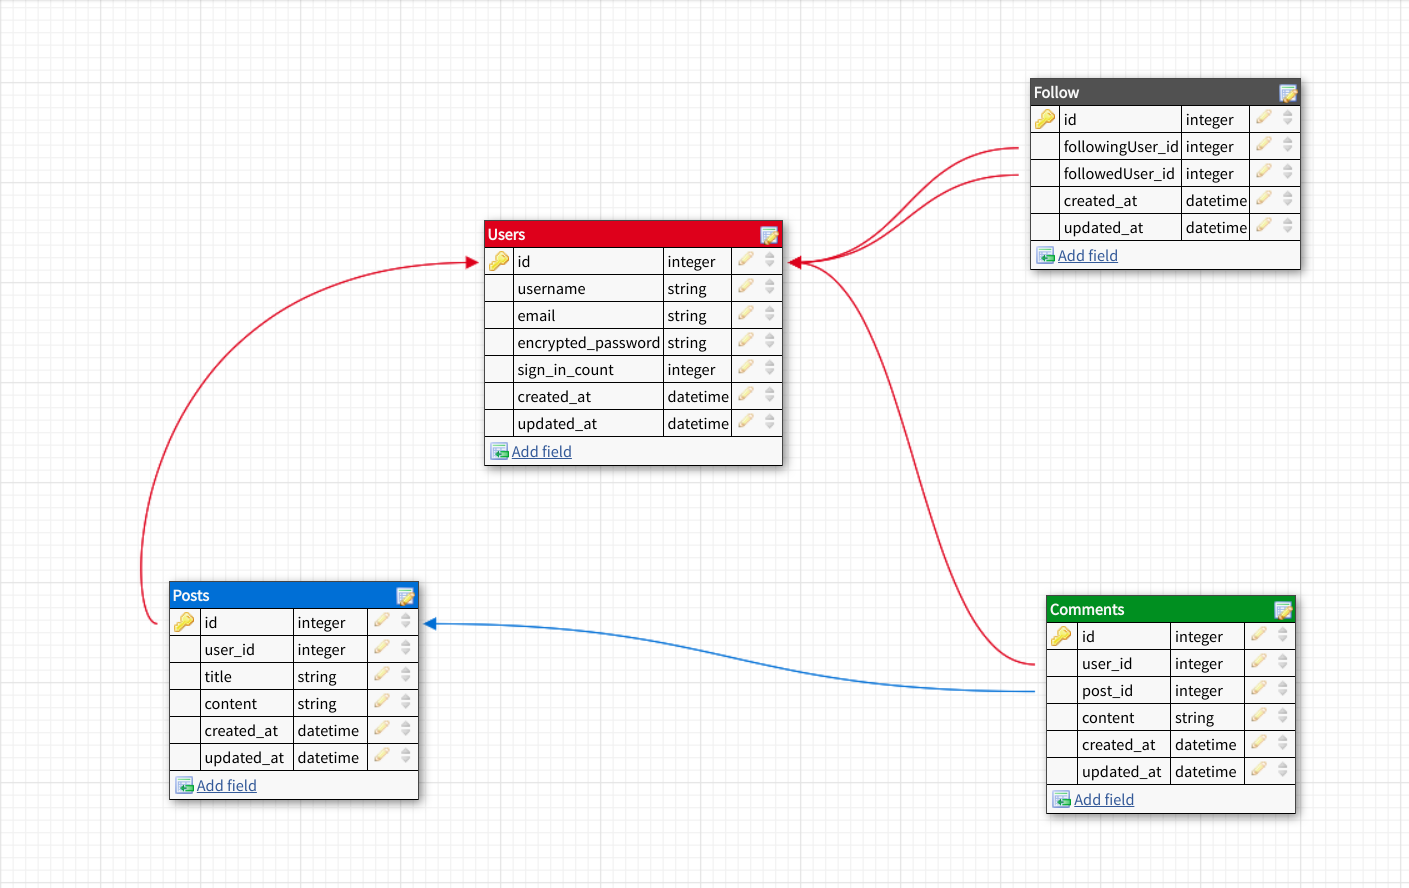 Follow
id integer
followingUser_id integer
followedUser_id integer
created_at datetime
updated_at datetime
Add field
Users
id integer
username string
email string
encrypted_password string
sign_in_count integer
created_at datetime
updated_at datetime
Add field
Posts
id integer
user_id integer
title string
content string
created_at datetime
updated_at datetime
Add field
Comments
id integer
user_id integer
post_id integer
content string
created_at datetime
updated_at datetime
Add field